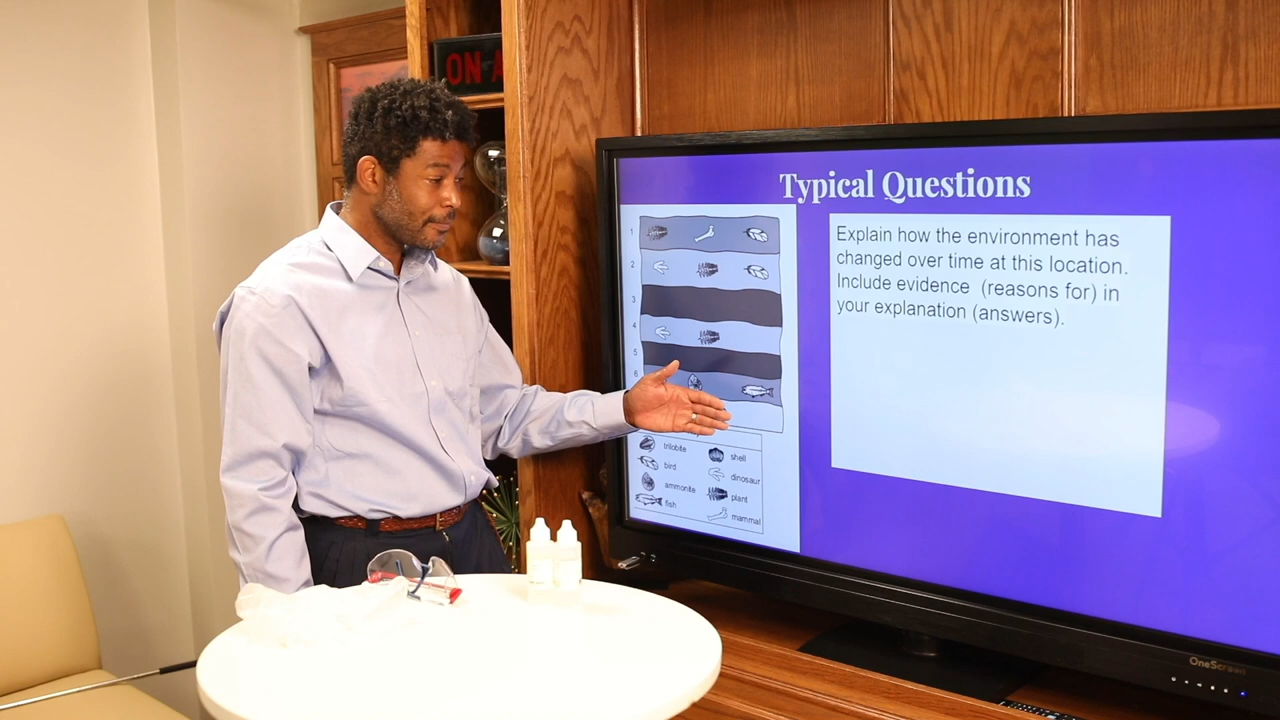 ON A
Typical Questions
1
2
3
4
5
6
Explain how the environment has
changed over time at this location.
Include evidence (reasons for) in
your explanation (answers).
trilobite
bird
ammonite
fish
shell
dinosaur
plant
mammal
OneScreen